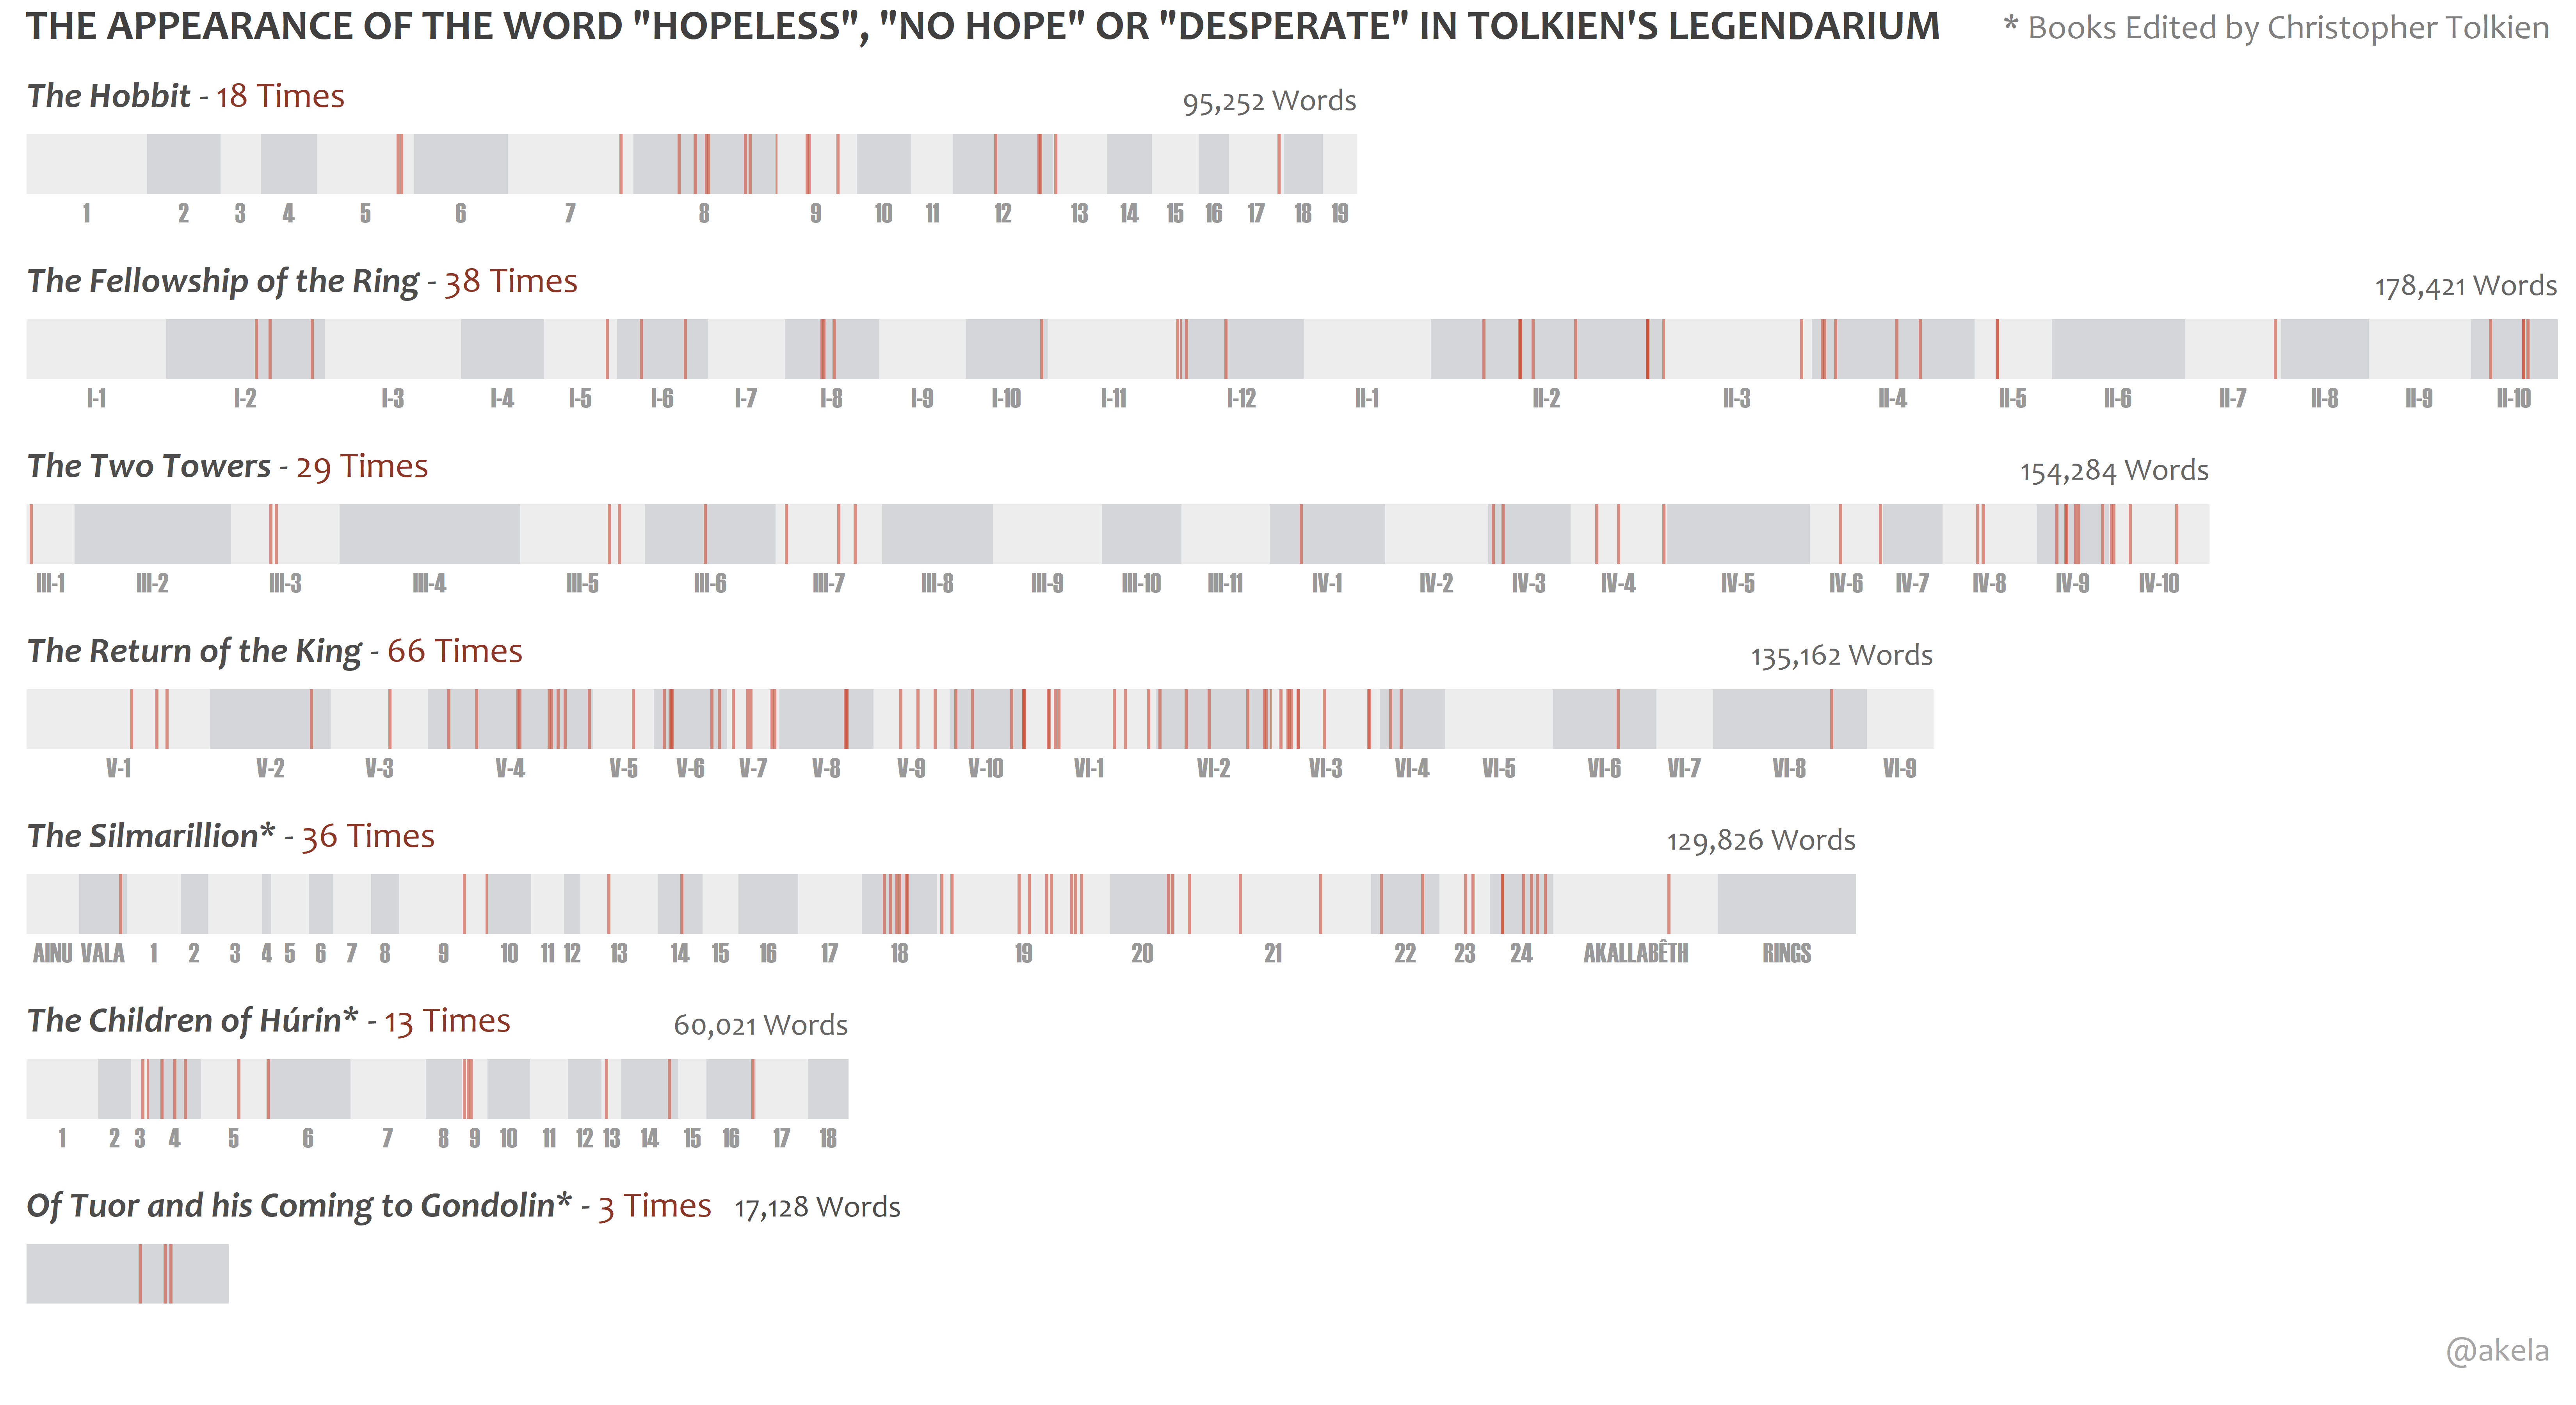 THE APPEARANCE OF THE WORD "HOPELESS", "NO HOPE" OR "DESPERATE" IN TOLKIEN'S LEGENDARIUM * Books Edited by Christopher Tolkien
The Hobbit - 18 Times 95,252 Words
1 2 3 4 5 6 7 8 9 10 11 12 13 14 15 16 17 18 19
The Fellowship of the Ring - 38 Times 178,421 Words
I-1 I-2 I-3 I-4 I-5 I-6 I-7 I-8 I-9 I-10 I-11 I-12 II-1 II-2 II-3 II-4 II-5 II-6 II-7 II-8 II-9 II-10
The Two Towers - 29 Times 154,284 Words
III-1 III-2 III-3 III-4 III-5 III-6 III-7 III-8 III-9 III-10 III-11 IV-1 IV-2 IV-3 IV-4 IV-5 IV-6 IV-7 IV-8 IV-9 IV-10
The Return of the King - 66 Times 135,162 Words
V-1 V-2 V-3 V-4 V-5 V-6 V-7 V-8 V-9 V-10 VI-1 VI-2 VI-3 VI-4 VI-5 VI-6 VI-7 VI-8 VI-9
The Silmarillion* - 36 Times 129,826 Words
AINU VALA 1 2 3 4 5 6 7 8 9 10 11 12 13 14 15 16 17 18 19 20 21 22 23 24 AKALLABÊTH RINGS
The Children of Húrin* - 13 Times 60,021 Words
1 2 3 4 5 6 7 8 9 10 11 12 13 14 15 16 17 18
Of Tuor and his Coming to Gondolin* - 3 Times 17,128 Words
@akela